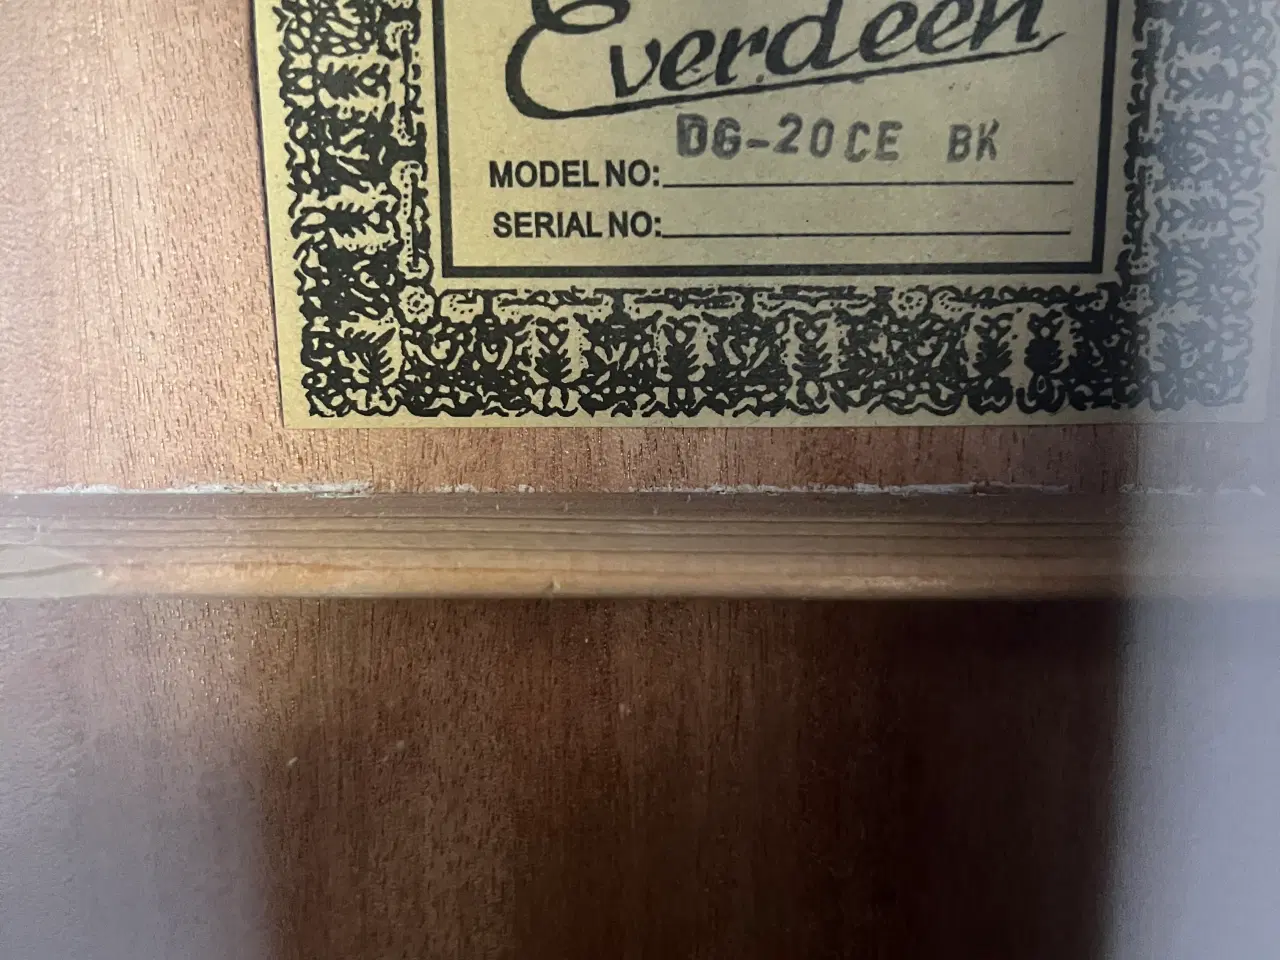 Everdeen
DG-20CE BK
MODEL NO:
SERIAL NO: